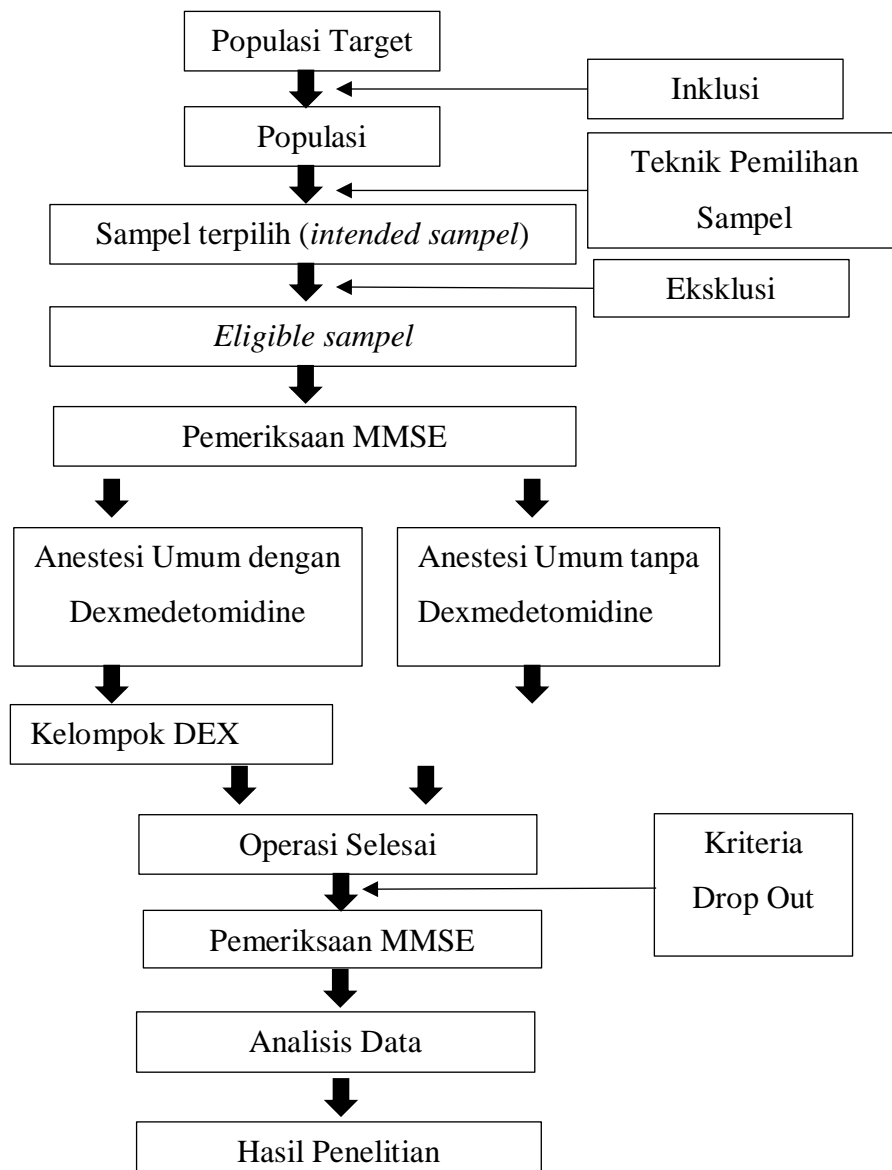 Populasi Target
Inklusi
Populasi
Teknik Pemilihan
Sampel
Sampel terpilih (intended sampel)
Eksklusi
Eligible sampel
Pemeriksaan MMSE
Anestesi Umum dengan
Dexmedetomidine
Anestesi Umum tanpa
Dexmedetomidine
Kelompok DEX
Operasi Selesai
Kriteria
Drop Out
Pemeriksaan MMSE
Analisis Data
Hasil Penelitian